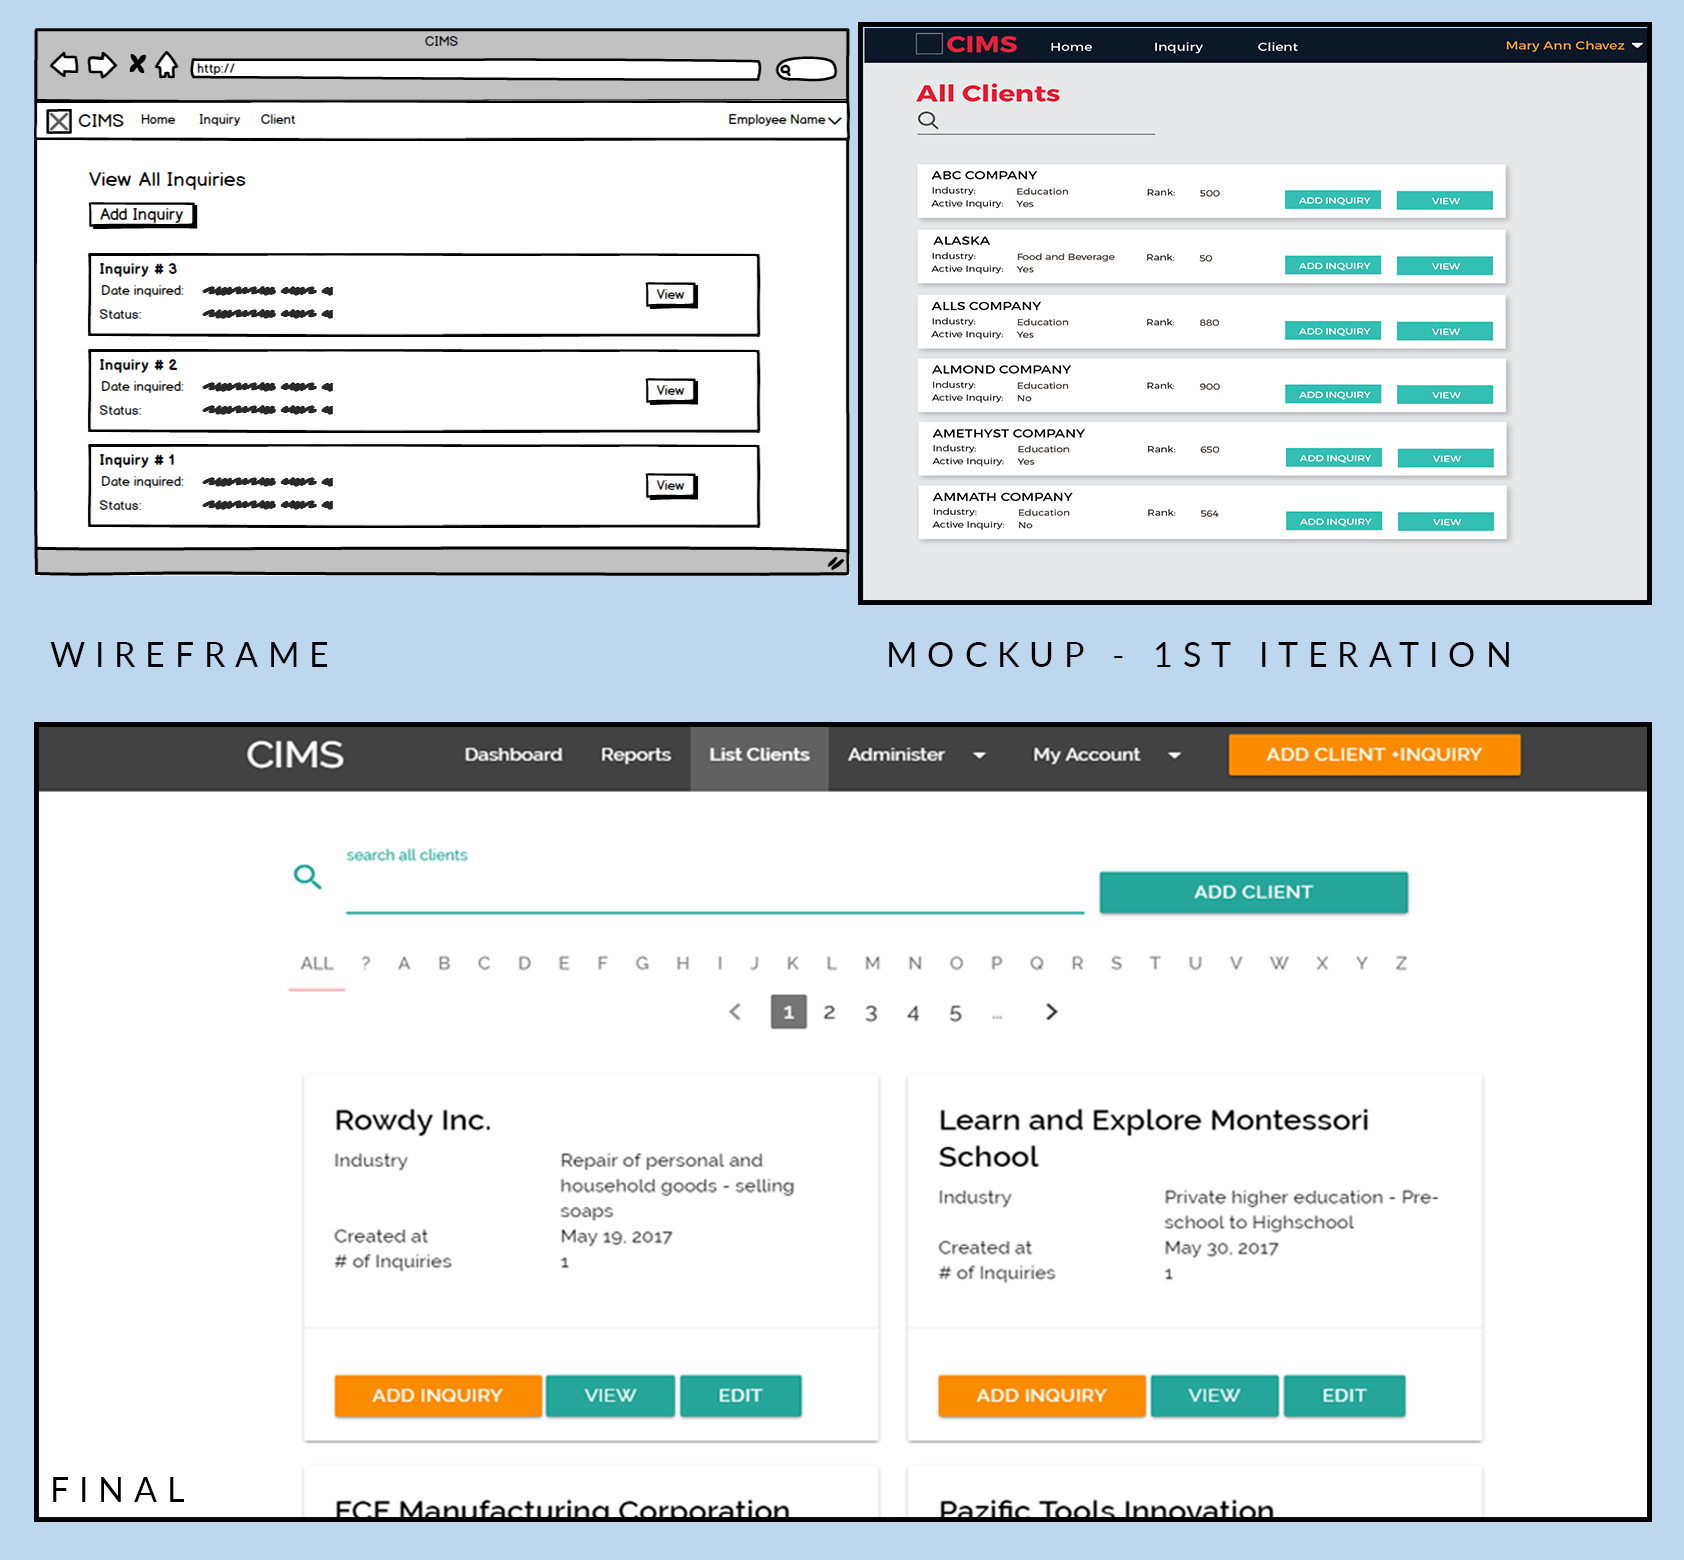 CIMS
http://
CIMS Home Inquiry Client Employee Name
View All Inquiries
Add Inquiry
Inquiry # 3
Date inquired:
Status:
View
Inquiry # 2
Date inquired:
Status:
View
Inquiry # 1
Date inquired:
Status:
View
WIREFRAME
CIMS Home Inquiry Client Mary Ann Chavez
All Clients
ABC COMPANY
Industry: Education Rank: 500 ADD INQUIRY VIEW
Active Inquiry: Yes
ALASKA
Industry: Food and Beverage Rank: 50 ADD INQUIRY VIEW
Active Inquiry: Yes
ALLS COMPANY
Industry: Education Rank: 880 ADD INQUIRY VIEW
Active Inquiry: Yes
ALMOND COMPANY
Industry: Education Rank: 900 ADD INQUIRY VIEW
Active Inquiry: No
AMETHYST COMPANY
Industry: Education Rank: 650 ADD INQUIRY VIEW
Active Inquiry: Yes
AMMATH COMPANY
Industry: Education Rank: 564 ADD INQUIRY VIEW
Active Inquiry: No
MOCKUP - 1ST ITERATION
CIMS Dashboard Reports List Clients Administer My Account ADD CLIENT +INQUIRY
search all clients
ADD CLIENT
ALL ? A B C D E F G H I J K L M N O P Q R S T U V W X Y Z
< 1 2 3 4 5 ... >
Rowdy Inc.
Industry Repair of personal and
household goods - selling
soaps
Created at May 19, 2017
# of Inquiries 1
ADD INQUIRY VIEW EDIT
Learn and Explore Montessori
School
Industry Private higher education - Pre-
school to Highschool
Created at May 30, 2017
# of Inquiries 1
ADD INQUIRY VIEW EDIT
ECE Manufacturing Corporation
Pazific Tools Innovation
FINAL